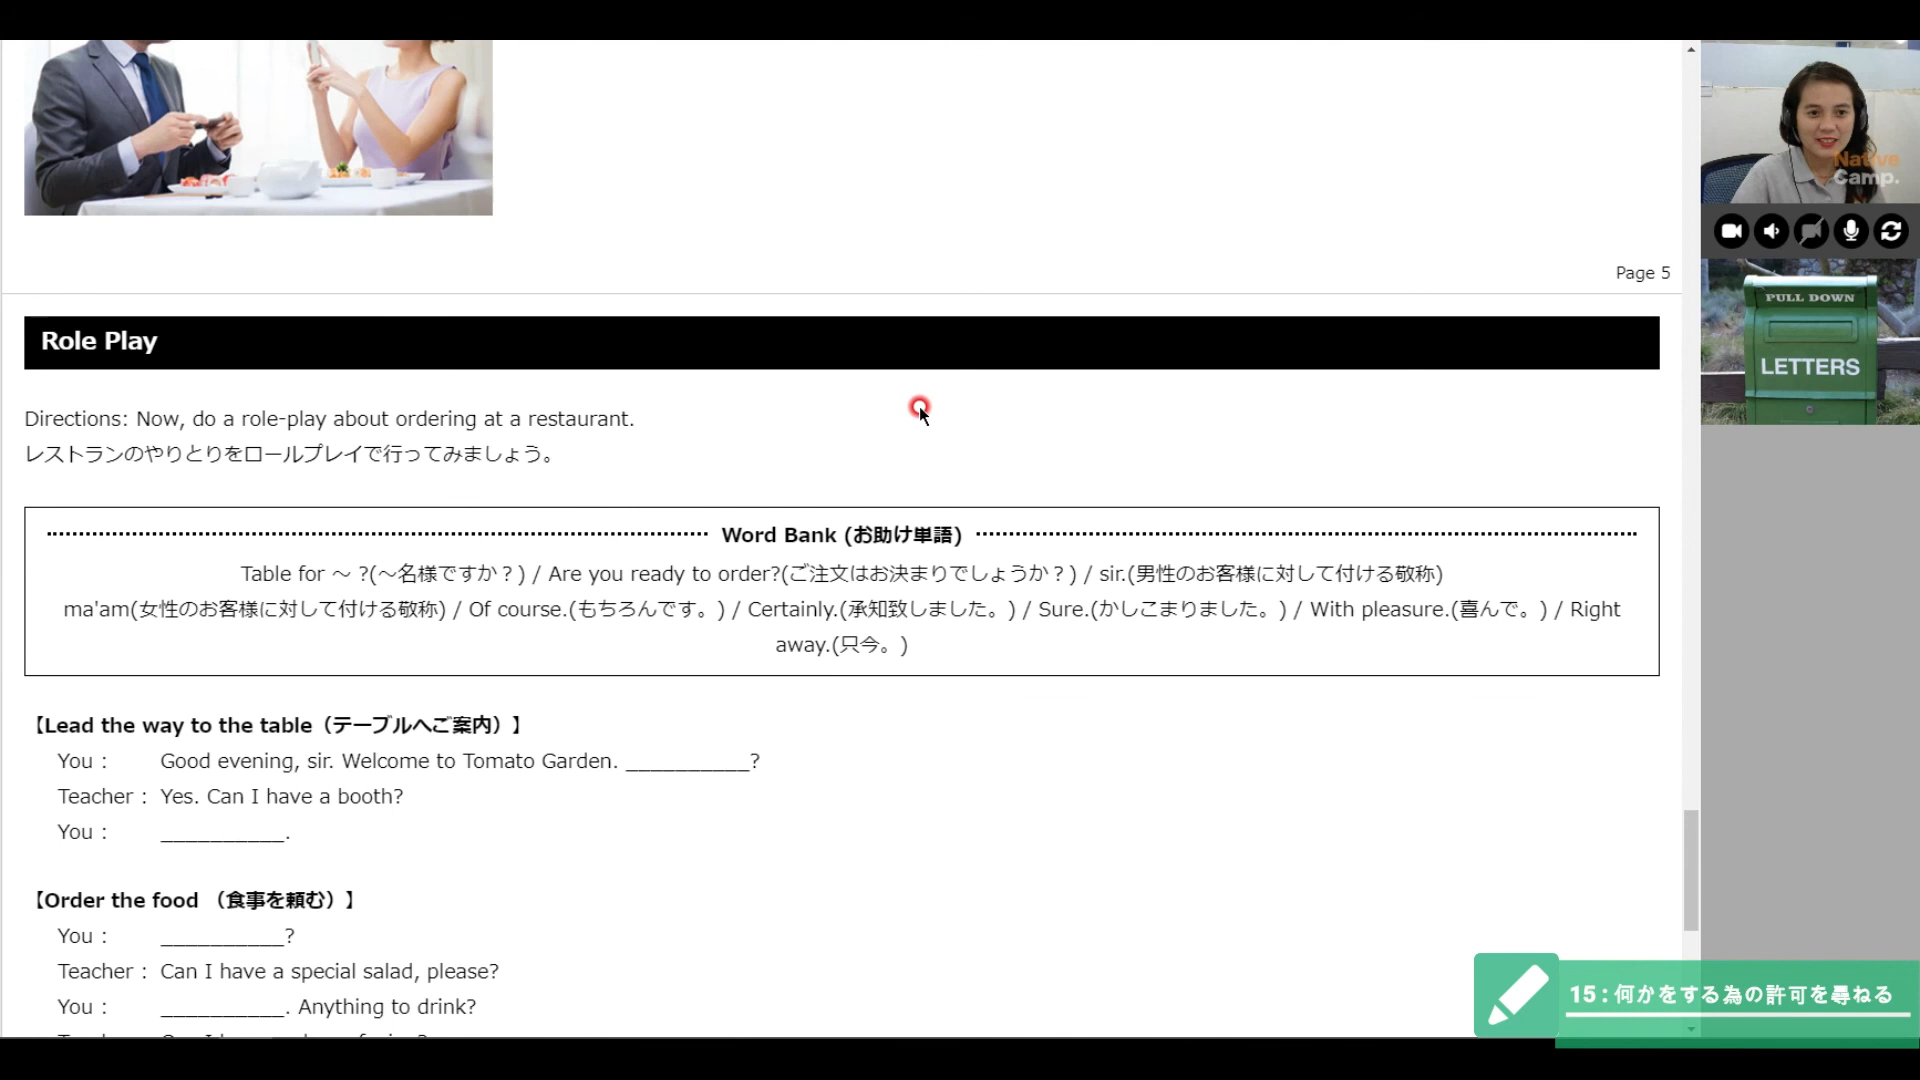 Page 5
Role Play
Directions: Now, do a role-play about ordering at a restaurant.
レストランのやりとりをロールプレイで行ってみましょう。
Word Bank (お助け単語)
Table for ～ ?(～名様ですか？) / Are you ready to order?(ご注文はお決まりでしょうか？) / sir.(男性のお客様に対して付ける敬称)
ma'am(女性のお客様に対して付ける敬称) / Of course.(もちろんです。) / Certainly.(承知致しました。) / Sure.(かしこまりました。) / With pleasure.(喜んで。) / Right
away.(只今。)
【Lead the way to the table（テーブルへご案内）】
You : Good evening, sir. Welcome to Tomato Garden. __________?
Teacher : Yes. Can I have a booth?
You : __________.
【Order the food （食事を頼む）】
You : __________?
Teacher : Can I have a special salad, please?
You : __________. Anything to drink?
Native
Camp.
PULL DOWN
LETTERS
15 : 何かをする為の許可を尋ねる